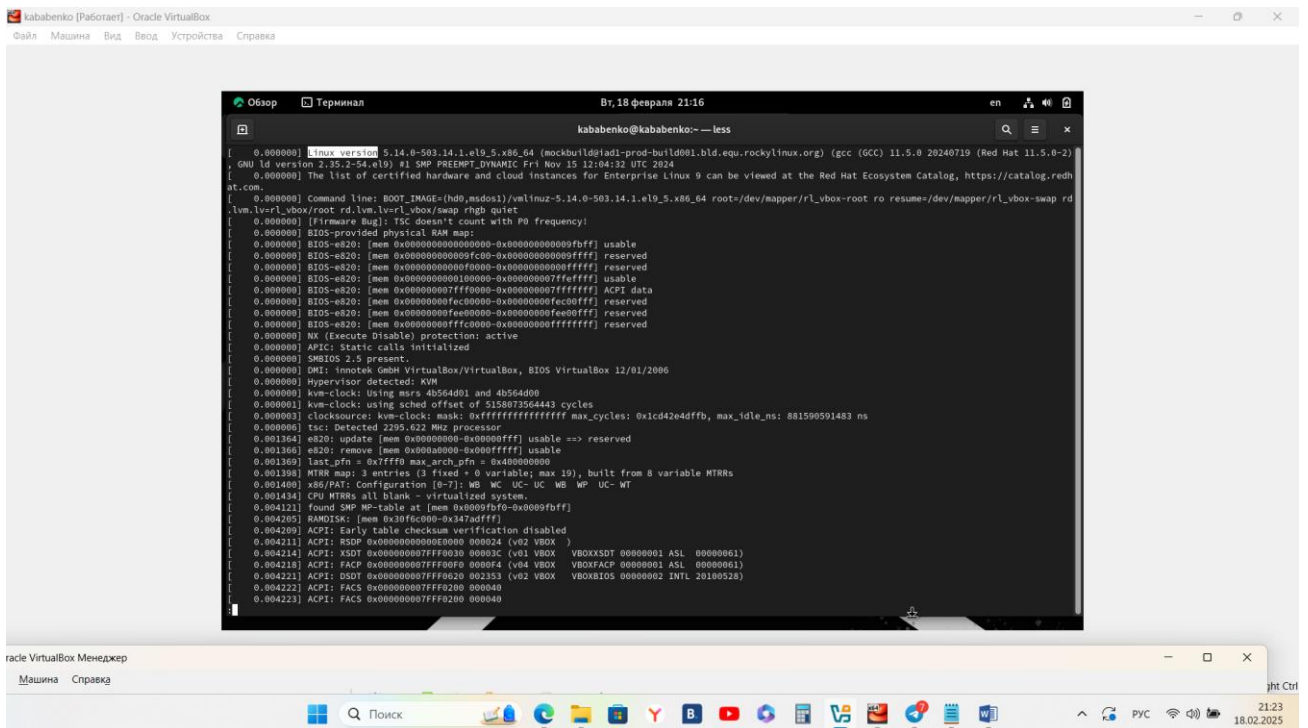 kababenko [Работает] - Oracle VirtualBox
Файл Машина Вид Ввод Устройства Справка
Обзор Терминал Вт, 18 февраля 21:16 en
kababenko@kababenko:~ — less
[    0.000000] Linux version 5.14.0-503.14.1.el9_5.x86_64 (mockbuild@iad1-prod-build001.bld.equ.rockylinux.org) (gcc (GCC) 11.5.0 20240719 (Red Hat 11.5.0-2)
, GNU ld version 2.35.2-54.el9) #1 SMP PREEMPT_DYNAMIC Fri Nov 15 12:04:32 UTC 2024
[    0.000000] The list of certified hardware and cloud instances for Enterprise Linux 9 can be viewed at the Red Hat Ecosystem Catalog, https://catalog.redh
at.com.
[    0.000000] Command line: BOOT_IMAGE=(hd0,msdos1)/vmlinuz-5.14.0-503.14.1.el9_5.x86_64 root=/dev/mapper/rl_vbox-root ro resume=/dev/mapper/rl_vbox-swap rd
.lvm.lv=rl_vbox/root rd.lvm.lv=rl_vbox/swap rhgb quiet
[    0.000000] [Firmware Bug]: TSC doesn't count with P0 frequency!
[    0.000000] BIOS-provided physical RAM map:
[    0.000000] BIOS-e820: [mem 0x0000000000000000-0x000000000009fbff] usable
[    0.000000] BIOS-e820: [mem 0x000000000009fc00-0x000000000009ffff] reserved
[    0.000000] BIOS-e820: [mem 0x00000000000f0000-0x00000000000fffff] reserved
[    0.000000] BIOS-e820: [mem 0x0000000000100000-0x000000007ffeffff] usable
[    0.000000] BIOS-e820: [mem 0x000000007fff0000-0x000000007fffffff] ACPI data
[    0.000000] BIOS-e820: [mem 0x00000000fec00000-0x00000000fec00fff] reserved
[    0.000000] BIOS-e820: [mem 0x00000000fee00000-0x00000000fee00fff] reserved
[    0.000000] BIOS-e820: [mem 0x00000000fffc0000-0x00000000ffffffff] reserved
[    0.000000] NX (Execute Disable) protection: active
[    0.000000] APIC: Static calls initialized
[    0.000000] SMBIOS 2.5 present.
[    0.000000] DMI: innotek GmbH VirtualBox/VirtualBox, BIOS VirtualBox 12/01/2006
[    0.000000] Hypervisor detected: KVM
[    0.000000] kvm-clock: Using msrs 4b564d01 and 4b564d00
[    0.000001] kvm-clock: using sched offset of 5158073564443 cycles
[    0.000003] clocksource: kvm-clock: mask: 0xffffffffffffffff max_cycles: 0x1cd42e4dffb, max_idle_ns: 881590591483 ns
[    0.000006] tsc: Detected 2295.622 MHz processor
[    0.001364] e820: update [mem 0x00000000-0x00000fff] usable ==> reserved
[    0.001366] e820: remove [mem 0x000a0000-0x000fffff] usable
[    0.001369] last_pfn = 0x7fff0 max_arch_pfn = 0x400000000
[    0.001398] MTRR map: 3 entries (3 fixed + 0 variable; max 19), built from 8 variable MTRRs
[    0.001400] x86/PAT: Configuration [0-7]: WB  WC  UC- UC  WB  WP  UC- WT
[    0.001434] CPU MTRRs all blank - virtualized system.
[    0.004121] found SMP MP-table at [mem 0x0009fbf0-0x0009fbff]
[    0.004205] RAMDISK: [mem 0x30f6c000-0x347adfff]
[    0.004209] ACPI: Early table checksum verification disabled
[    0.004211] ACPI: RSDP 0x00000000000E0000 000024 (v02 VBOX  )
[    0.004214] ACPI: XSDT 0x000000007FFF0030 00003C (v01 VBOX   VBOXXSDT 00000001 ASL  00000061)
[    0.004218] ACPI: FACP 0x000000007FFF00F0 0000F4 (v04 VBOX   VBOXFACP 00000001 ASL  00000061)
[    0.004221] ACPI: DSDT 0x000000007FFF0620 002353 (v02 VBOX   VBOXBIOS 00000002 INTL 20100528)
[    0.004222] ACPI: FACS 0x000000007FFF0200 000040
[    0.004223] ACPI: FACS 0x000000007FFF0200 000040
:
racle VirtualBox Менеджер
Машина Справка
ght Ctrl
Поиск
РУС
21:23
18.02.2025